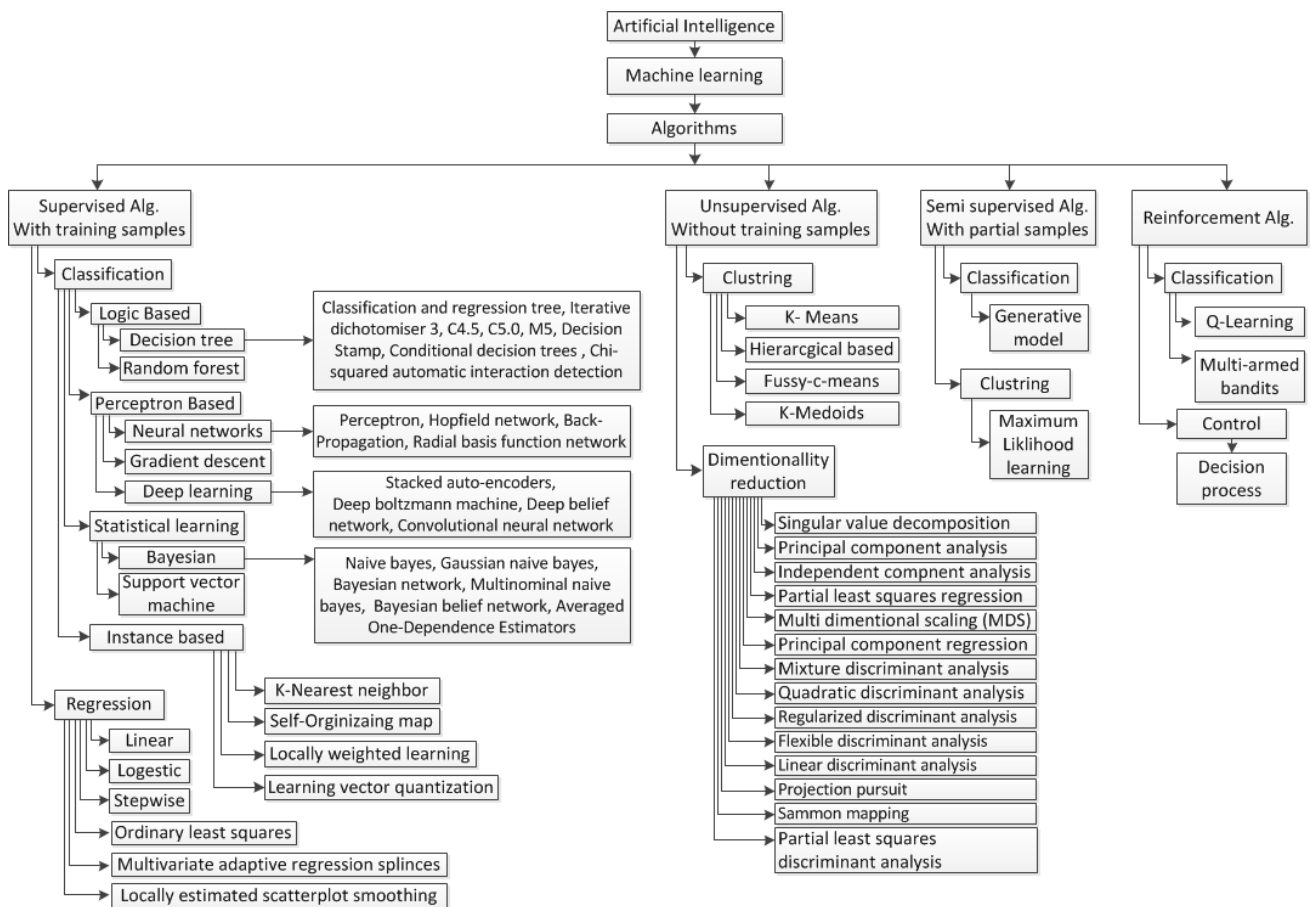 Artificial Intelligence
Machine learning
Algorithms
Supervised Alg.
With training samples
Classification
Logic Based
Decision tree
Random forest
Classification and regression tree, Iterative
dichotomiser 3, C4.5, C5.0, M5, Decision
Stamp, Conditional decision trees , Chi-
squared automatic interaction detection
Perceptron Based
Neural networks
Perceptron, Hopfield network, Back-
Propagation, Radial basis function network
Gradient descent
Deep learning
Stacked auto-encoders,
Deep boltzmann machine, Deep belief
network, Convolutional neural network
Statistical learning
Bayesian
Naive bayes, Gaussian naive bayes,
Bayesian network, Multinominal naive
bayes, Bayesian belief network, Averaged
One-Dependence Estimators
Support vector
machine
Instance based
K-Nearest neighbor
Self-Orginizaing map
Locally weighted learning
Learning vector quantization
Regression
Linear
Logestic
Stepwise
Ordinary least squares
Multivariate adaptive regression splinces
Locally estimated scatterplot smoothing
Unsupervised Alg.
Without training samples
Clustring
K- Means
Hierarcgical based
Fussy-c-means
K-Medoids
Dimentionallity
reduction
Singular value decomposition
Principal component analysis
Independent compnent analysis
Partial least squares regression
Multi dimentional scaling (MDS)
Principal component regression
Mixture discriminant analysis
Quadratic discriminant analysis
Regularized discriminant analysis
Flexible discriminant analysis
Linear discriminant analysis
Projection pursuit
Sammon mapping
Partial least squares
discriminant analysis
Semi supervised Alg.
With partial samples
Classification
Generative
model
Clustring
Maximum
Liklihood
learning
Reinforcement Alg.
Classification
Q-Learning
Multi-armed
bandits
Control
Decision
process